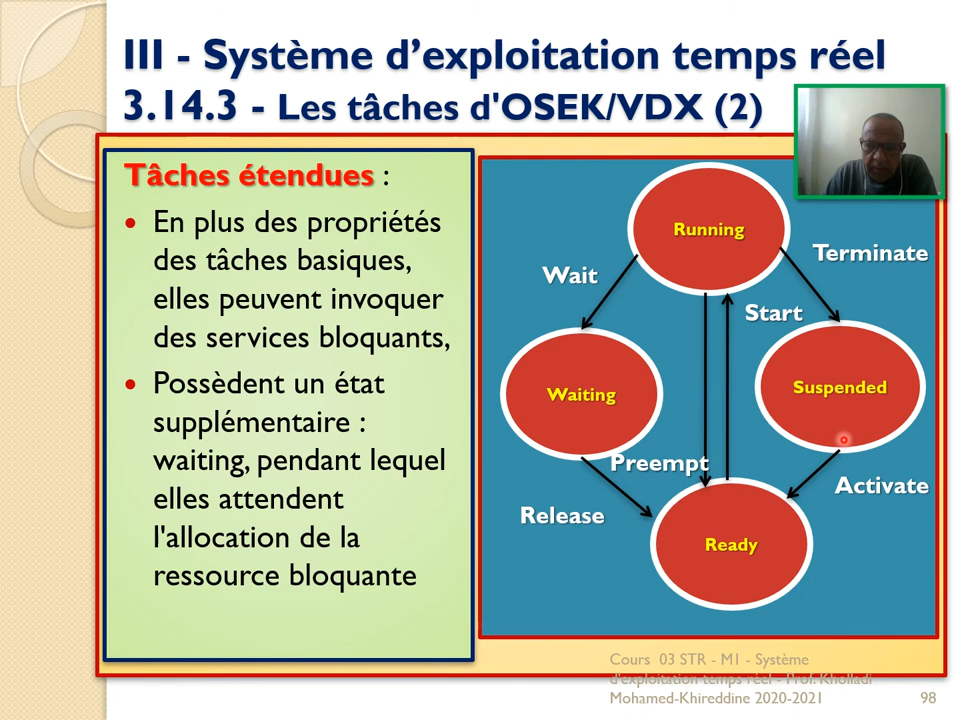 III - Système d’exploitation temps réel
3.14.3 - Les tâches d'OSEK/VDX (2)
Tâches étendues :
• En plus des propriétés
des tâches basiques,
elles peuvent invoquer
des services bloquants,
• Possèdent un état
supplémentaire :
waiting, pendant lequel
elles attendent
l'allocation de la
ressource bloquante
Running
Terminate
Wait
Start
Waiting
Suspended
Preempt
Activate
Release
Ready
Cours 03 STR - M1 - Système
d'exploitation temps réel - Prof. Kholladi
Mohamed-Khireddine 2020-2021
98